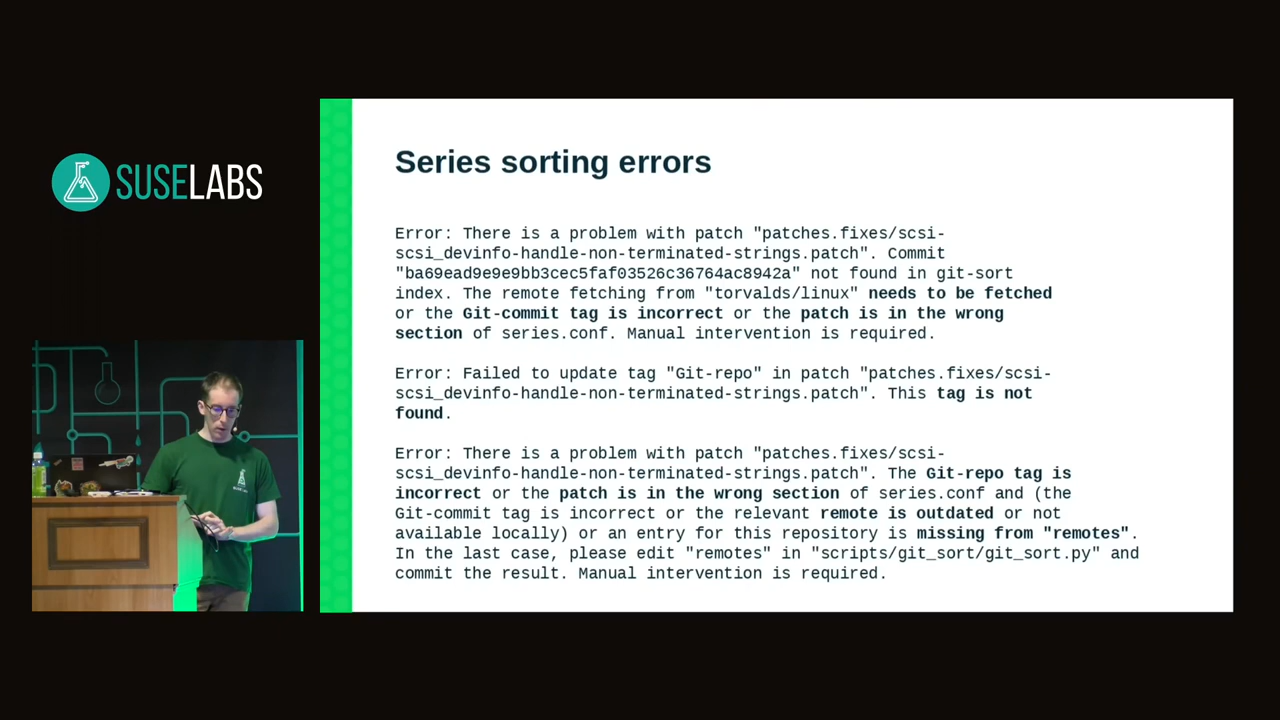 SUSELABS
Series sorting errors
Error: There is a problem with patch "patches.fixes/scsi-
scsi_devinfo-handle-non-terminated-strings.patch". Commit
"ba69ead9e9e9bb3cec5faf03526c36764ac8942a" not found in git-sort
index. The remote fetching from "torvalds/linux" needs to be fetched
or the Git-commit tag is incorrect or the patch is in the wrong
section of series.conf. Manual intervention is required.
Error: Failed to update tag "Git-repo" in patch "patches.fixes/scsi-
scsi_devinfo-handle-non-terminated-strings.patch". This tag is not
found.
Error: There is a problem with patch "patches.fixes/scsi-
scsi_devinfo-handle-non-terminated-strings.patch". The Git-repo tag is
incorrect or the patch is in the wrong section of series.conf and (the
Git-commit tag is incorrect or the relevant remote is outdated or not
available locally) or an entry for this repository is missing from "remotes".
In the last case, please edit "remotes" in "scripts/git_sort/git_sort.py" and
commit the result. Manual intervention is required.